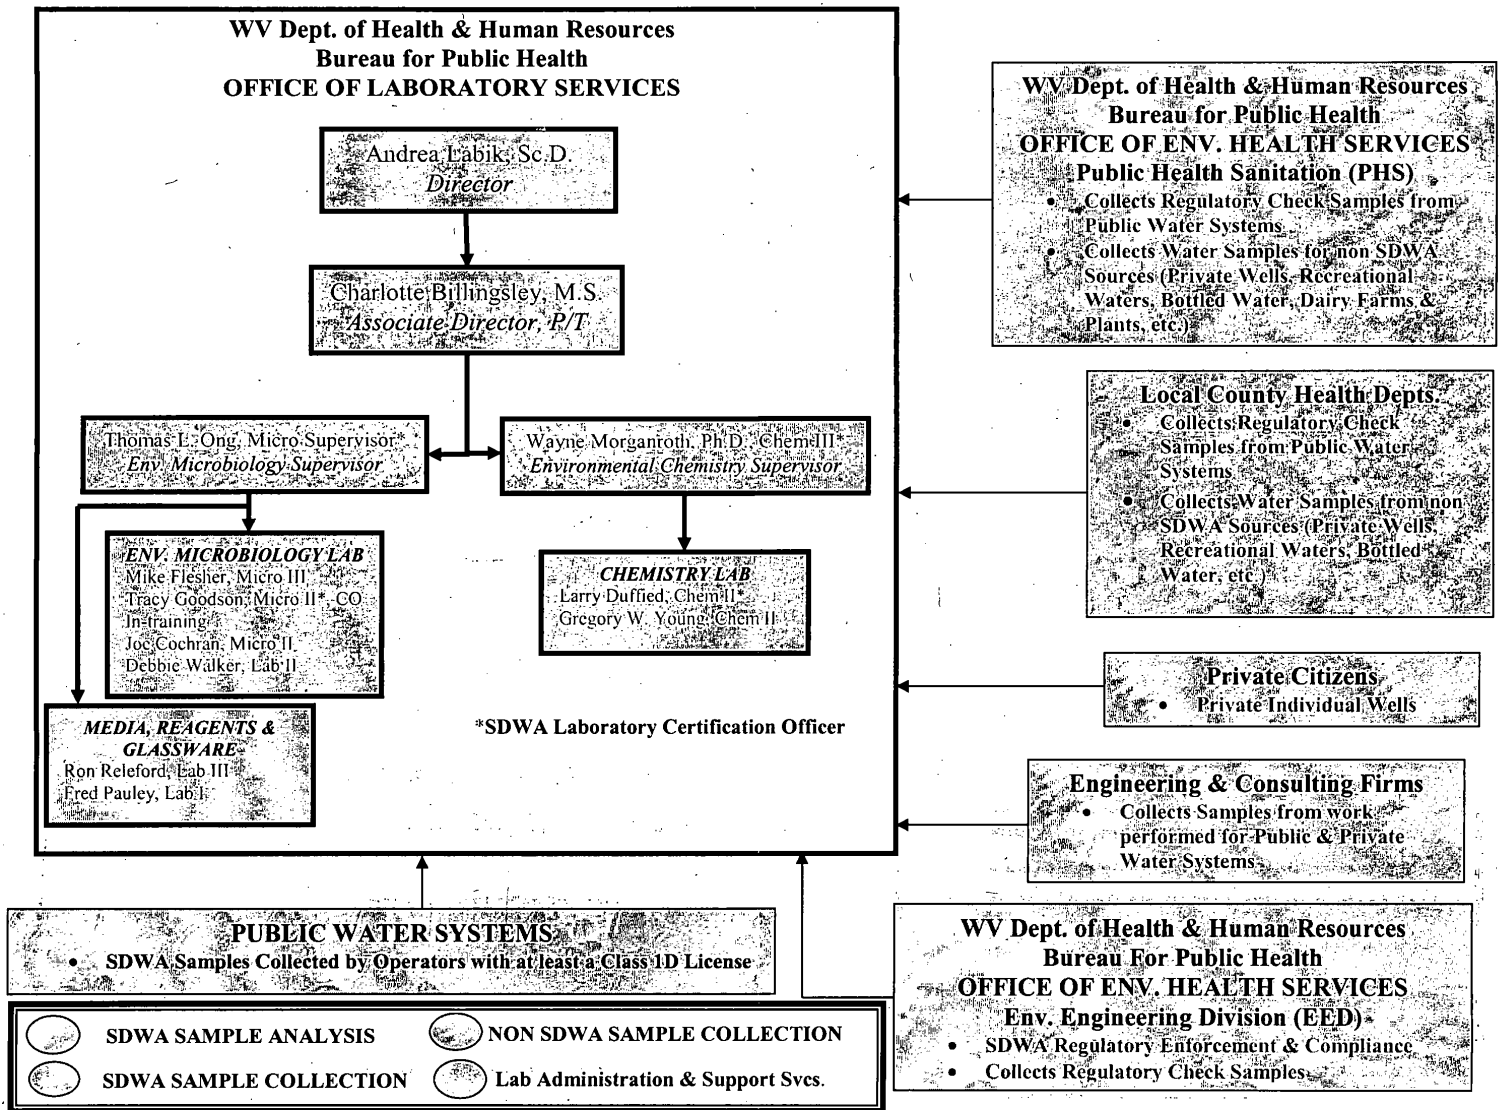 WV Dept. of Health & Human Resources
Bureau for Public Health
OFFICE OF LABORATORY SERVICES
Andrea Labik, Sc.D.
Director
Charlotte Billingsley, M.S.
Associate Director, P/T
Thomas L. Ong, Micro Supervisor*
Env. Microbiology Supervisor
Wayne Morganroth, Ph.D., Chem III*
Environmental Chemistry Supervisor
ENV. MICROBIOLOGY LAB
Mike Flesher, Micro III
Tracy Goodson, Micro II* CO
In-training
Joe Cochran, Micro II
Debbie Walker, Lab II
CHEMISTRY LAB
Larry Duffied, Chem II*
Gregory W. Young, Chem II
MEDIA, REAGENTS &
GLASSWARE
Ron Releford, Lab III
Fred Pauley, Lab I
*SDWA Laboratory Certification Officer
WV Dept. of Health & Human Resources
Bureau for Public Health
OFFICE OF ENV. HEALTH SERVICES
Public Health Sanitation (PHS)
• Collects Regulatory Check Samples from
Public Water Systems
• Collects Water Samples for non SDWA
Sources (Private Wells, Recreational
Waters, Bottled Water, Dairy Farms &
Plants, etc.)
Local County Health Depts.
• Collects Regulatory Check
Samples from Public Water
Systems
• Collects Water Samples from non
SDWA Sources (Private Wells,
Recreational Waters, Bottled
Water, etc.)
Private Citizens
• Private Individual Wells
Engineering & Consulting Firms
• Collects Samples from work
performed for Public & Private
Water Systems
PUBLIC WATER SYSTEMS
• SDWA Samples Collected by Operators with at least a Class 1D License
WV Dept. of Health & Human Resources
Bureau For Public Health
OFFICE OF ENV. HEALTH SERVICES
Env. Engineering Division (EED)
• SDWA Regulatory Enforcement & Compliance
• Collects Regulatory Check Samples
SDWA SAMPLE ANALYSIS
NON SDWA SAMPLE COLLECTION
SDWA SAMPLE COLLECTION
Lab Administration & Support Svcs.